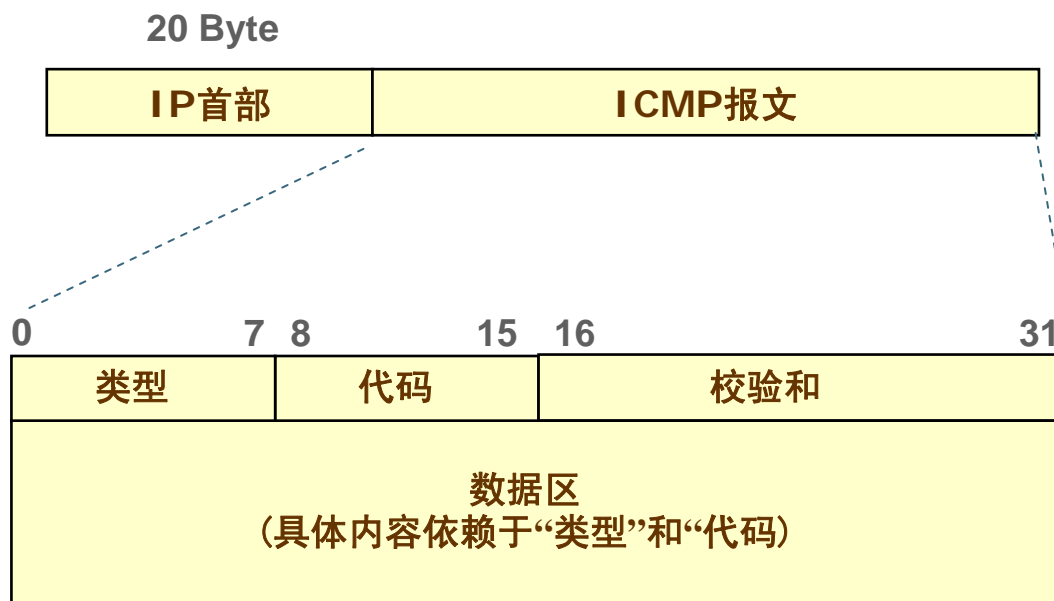 20 Byte
IP首部 ICMP报文
0 7 8 15 16 31
类型 代码 校验和
数据区
(具体内容依赖于“类型”和“代码)